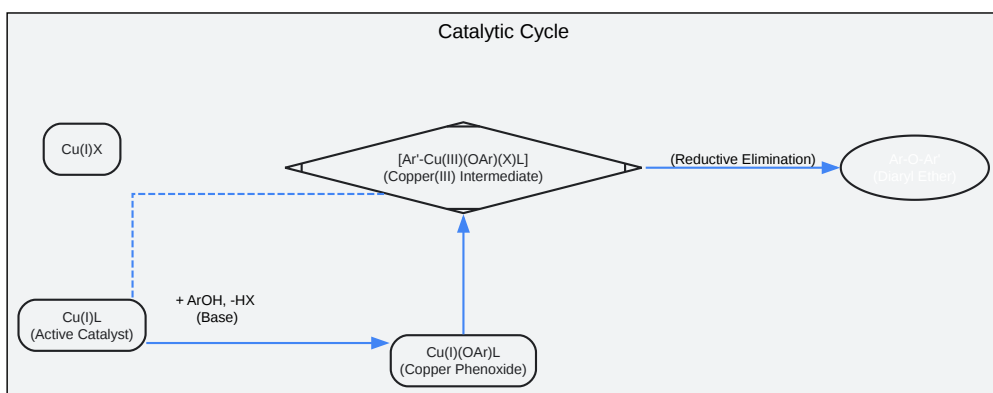 Catalytic Cycle
Cu(I)X
[Ar'-Cu(III)(OAr)(X)L]
(Copper(III) Intermediate)
(Reductive Elimination)
Ar-O-Ar'
(Diaryl Ether)
Cu(I)L
(Active Catalyst)
+ ArOH, -HX
(Base)
Cu(I)(OAr)L
(Copper Phenoxide)